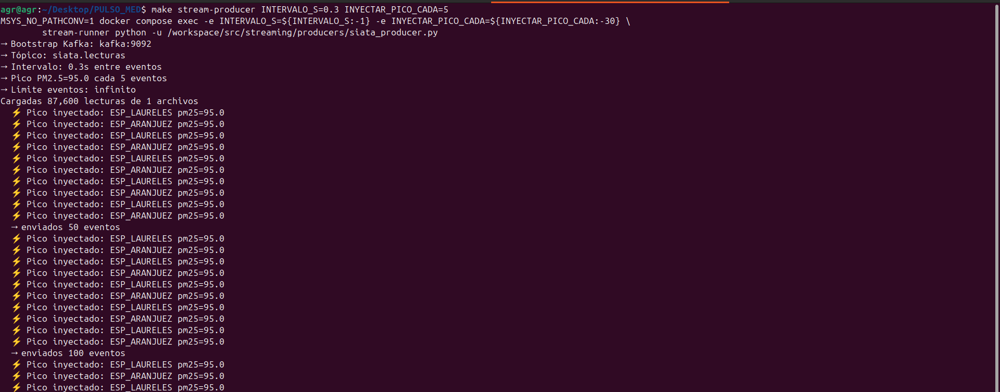 agr@agr:~/Desktop/PULSO_MED$ make stream-producer INTERVALO_S=0.3 INYECTAR_PICO_CADA=5
MSYS_NO_PATHCONV=1 docker compose exec -e INTERVALO_S=${INTERVALO_S:-1} -e INYECTAR_PICO_CADA=${INYECTAR_PICO_CADA:-30} \
        stream-runner python -u /workspace/src/streaming/producers/siata_producer.py
→ Bootstrap Kafka: kafka:9092
→ Tópico: siata.lecturas
→ Intervalo: 0.3s entre eventos
→ Pico PM2.5=95.0 cada 5 eventos
→ Límite eventos: infinito
Cargadas 87,600 lecturas de 1 archivos
  ⚡ Pico inyectado: ESP_LAURELES pm25=95.0
  ⚡ Pico inyectado: ESP_ARANJUEZ pm25=95.0
  ⚡ Pico inyectado: ESP_LAURELES pm25=95.0
  ⚡ Pico inyectado: ESP_ARANJUEZ pm25=95.0
  ⚡ Pico inyectado: ESP_LAURELES pm25=95.0
  ⚡ Pico inyectado: ESP_ARANJUEZ pm25=95.0
  ⚡ Pico inyectado: ESP_LAURELES pm25=95.0
  ⚡ Pico inyectado: ESP_ARANJUEZ pm25=95.0
  ⚡ Pico inyectado: ESP_LAURELES pm25=95.0
  ⚡ Pico inyectado: ESP_ARANJUEZ pm25=95.0
  → enviados 50 eventos
  ⚡ Pico inyectado: ESP_LAURELES pm25=95.0
  ⚡ Pico inyectado: ESP_ARANJUEZ pm25=95.0
  ⚡ Pico inyectado: ESP_LAURELES pm25=95.0
  ⚡ Pico inyectado: ESP_ARANJUEZ pm25=95.0
  ⚡ Pico inyectado: ESP_LAURELES pm25=95.0
  ⚡ Pico inyectado: ESP_ARANJUEZ pm25=95.0
  ⚡ Pico inyectado: ESP_LAURELES pm25=95.0
  ⚡ Pico inyectado: ESP_ARANJUEZ pm25=95.0
  ⚡ Pico inyectado: ESP_LAURELES pm25=95.0
  ⚡ Pico inyectado: ESP_ARANJUEZ pm25=95.0
  → enviados 100 eventos
  ⚡ Pico inyectado: ESP_LAURELES pm25=95.0
  ⚡ Pico inyectado: ESP_ARANJUEZ pm25=95.0
  ⚡ Pico inyectado: ESP_LAURELES pm25=95.0